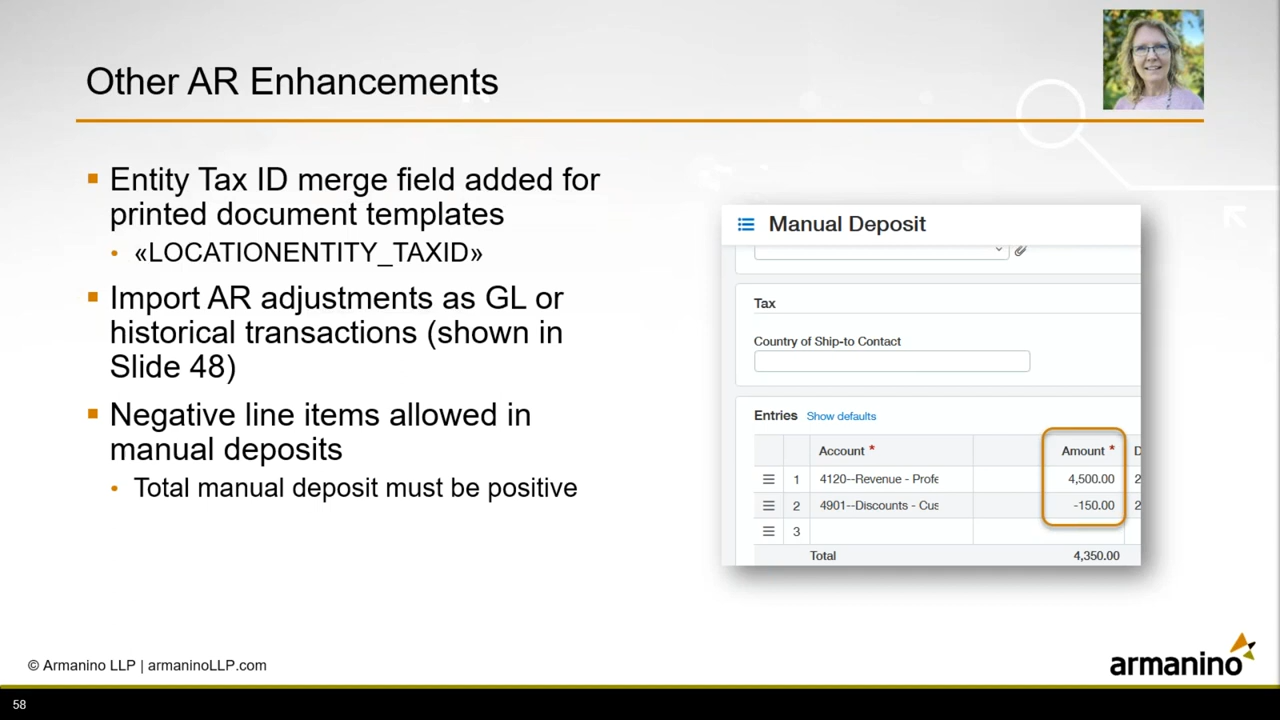 Other AR Enhancements
Entity Tax ID merge field added for
printed document templates
«LOCATIONENTITY_TAXID»
Import AR adjustments as GL or
historical transactions (shown in
Slide 48)
Negative line items allowed in
manual deposits
Total manual deposit must be positive
Manual Deposit
Tax
Country of Ship-to Contact
Entries Show defaults
Account * Amount * D
1 4120--Revenue - Profe 4,500.00 2
2 4901--Discounts - Cus -150.00 2
3
Total 4,350.00
© Armanino LLP | armaninoLLP.com
armanino
58